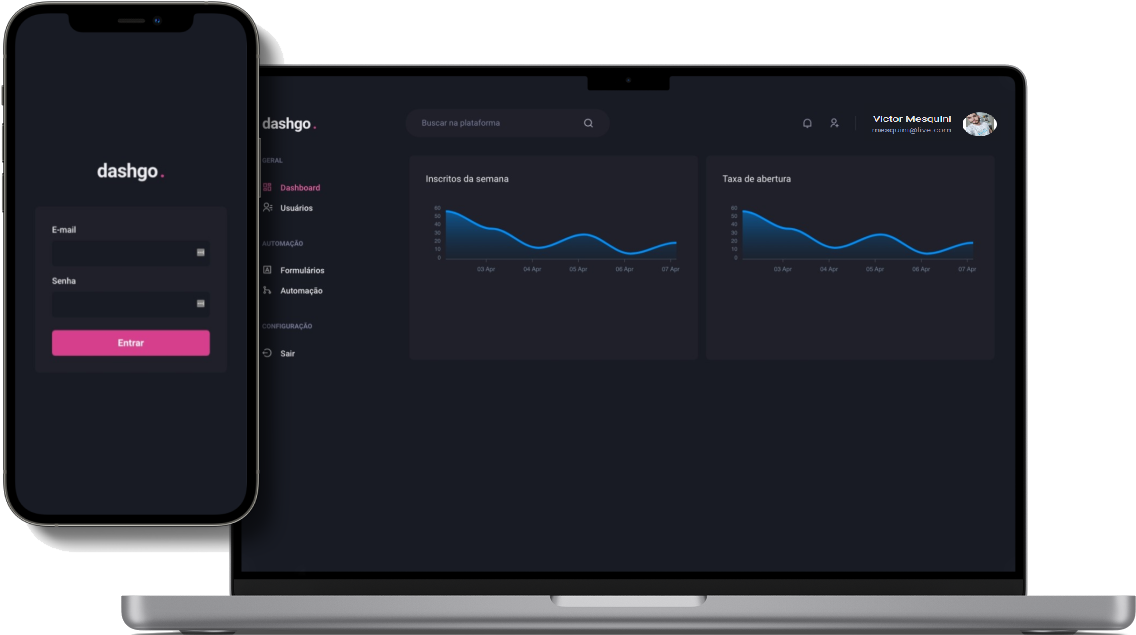 dashgo.
E-mail
Senha
Entrar
dashgo.
Buscar na plataforma
Victor Mesquini
mesquini@live.com
GERAL
Dashboard
Usuários
AUTOMAÇÃO
Formulários
Automação
CONFIGURAÇÃO
Sair
Inscritos da semana
60
50
40
30
20
10
0
03 Apr 04 Apr 05 Apr 06 Apr 07 Apr
Taxa de abertura
60
50
40
30
20
10
0
03 Apr 04 Apr 05 Apr 06 Apr 07 Apr